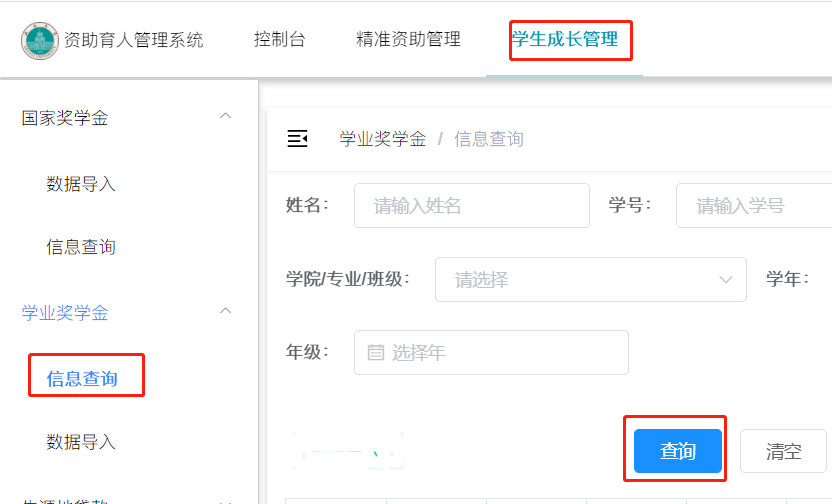 资助育人管理系统 控制台 精准资助管理 学生成长管理
国家奖学金
数据导入
信息查询
学业奖学金
信息查询
数据导入
学业奖学金 / 信息查询
姓名： 请输入姓名 学号： 请输入学号
学院/专业/班级： 请选择 学年：
年级： 选择年
查询 清空